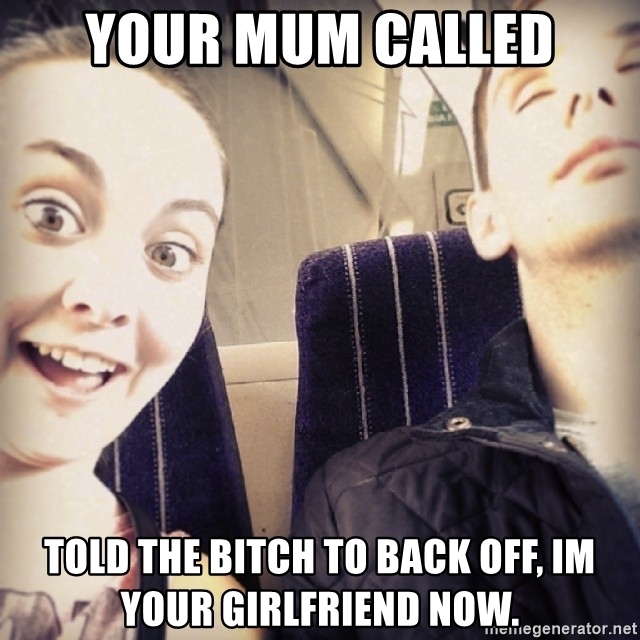 YOUR MUM CALLED
TOLD THE BITCH TO BACK OFF, IM
YOUR GIRLFRIEND NOW.
memegenerator.net